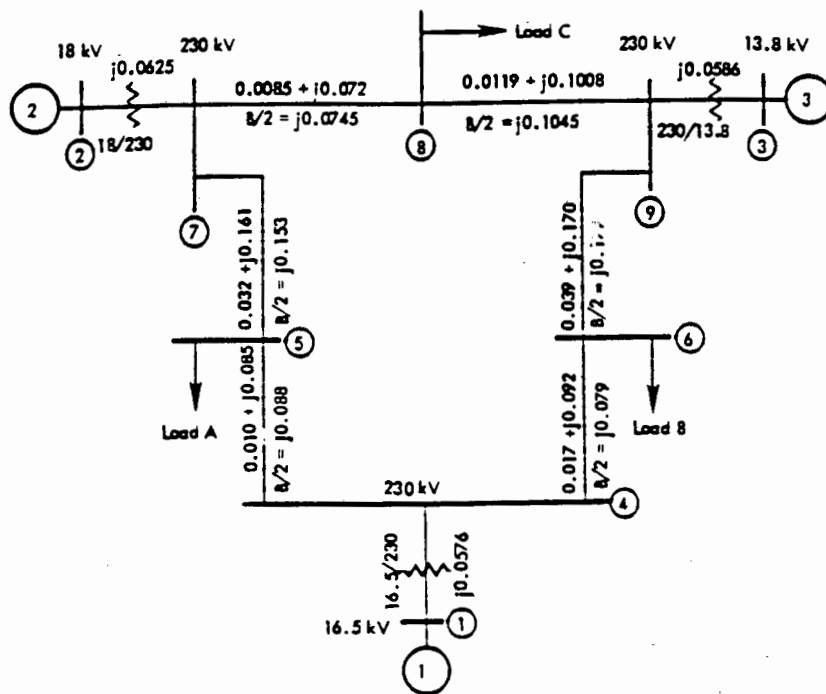 Load C
18 kV
230 kV
230 kV
13.8 kV
j0.0625
j0.0586
0.0085 + j0.072
0.0119 + j0.1008
2
3
B/2 = j0.0745
B/2 = j0.1045
18/230
230/13.8
2
8
3
7
9
0.032 +j0.161
B/2 = j0.153
0.039 + j0.170
5
6
Load A
Load B
0.010 + j0.085
B/2 = j0.088
0.017 +j0.092
B/2 = j0.079
230 kV
4
16.5/230
j0.0576
16.5 kV
1
1